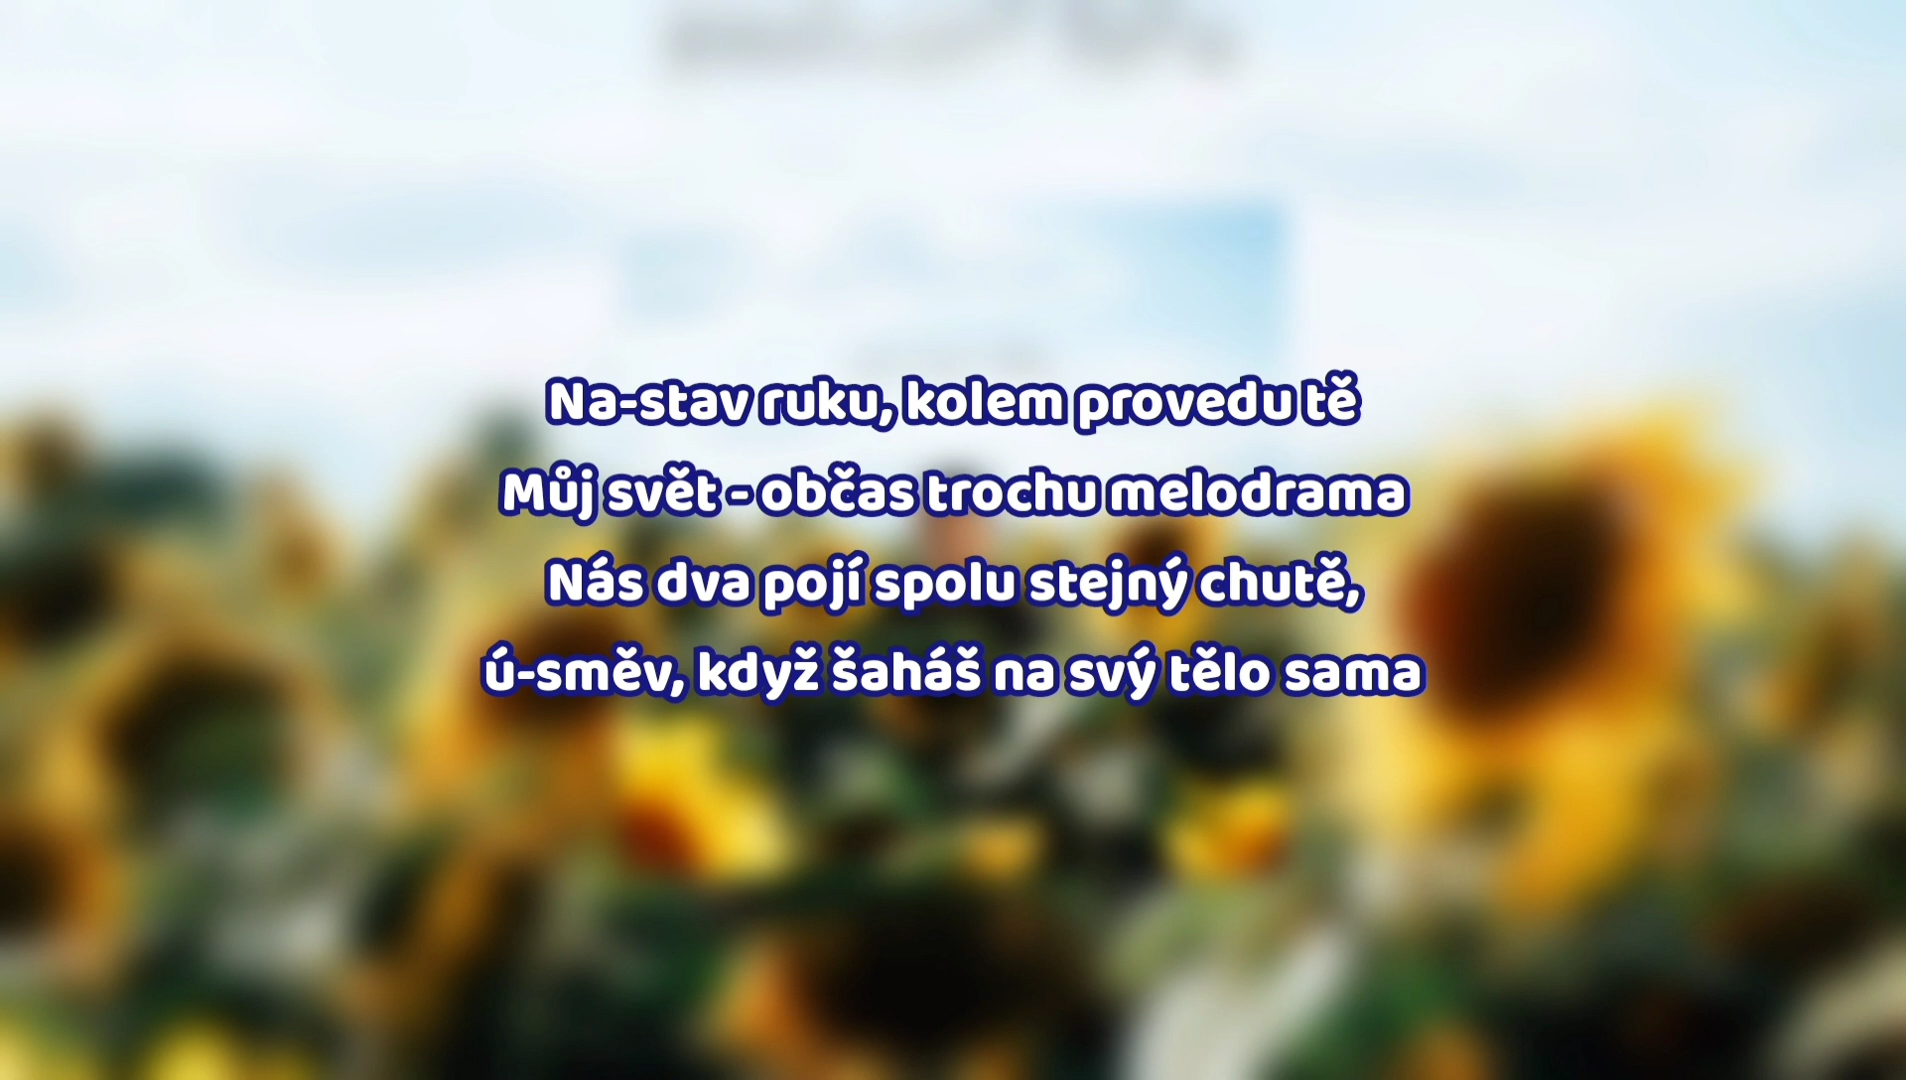 Na-stav ruku, kolem provedu tě
Můj svět - občas trochu melodrama
Nás dva pojí spolu stejný chutě,
ú-směv, když šaháš na svý tělo sama